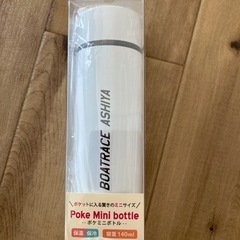 BOATRACE ASHIYA
ポケットに入る驚きのミニサイズ
Poke Mini bottle
ポケミニボトル
保温 保冷 容量140ml